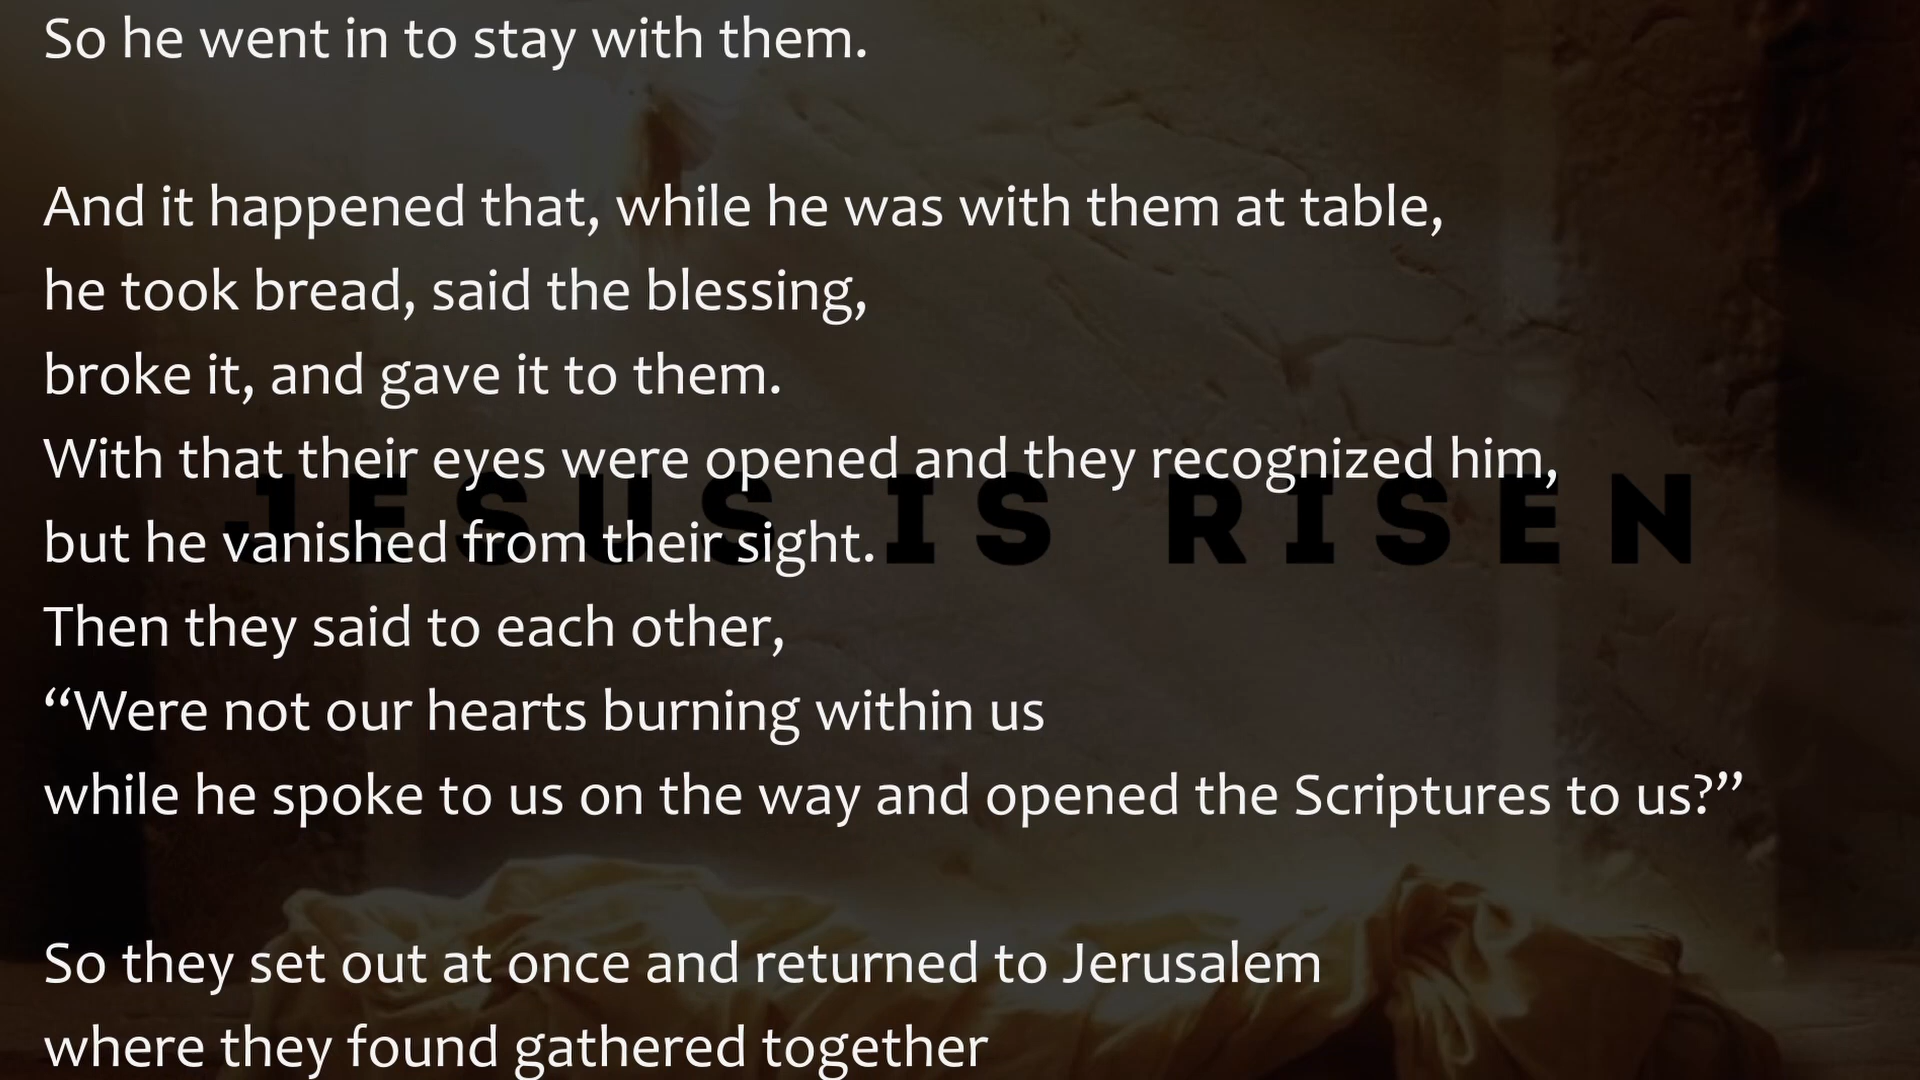 So he went in to stay with them.
And it happened that, while he was with them at table,
he took bread, said the blessing,
broke it, and gave it to them.
With that their eyes were opened and they recognized him,
JESUS IS RISEN
but he vanished from their sight.
Then they said to each other,
“Were not our hearts burning within us
while he spoke to us on the way and opened the Scriptures to us?”
So they set out at once and returned to Jerusalem
where they found gathered together